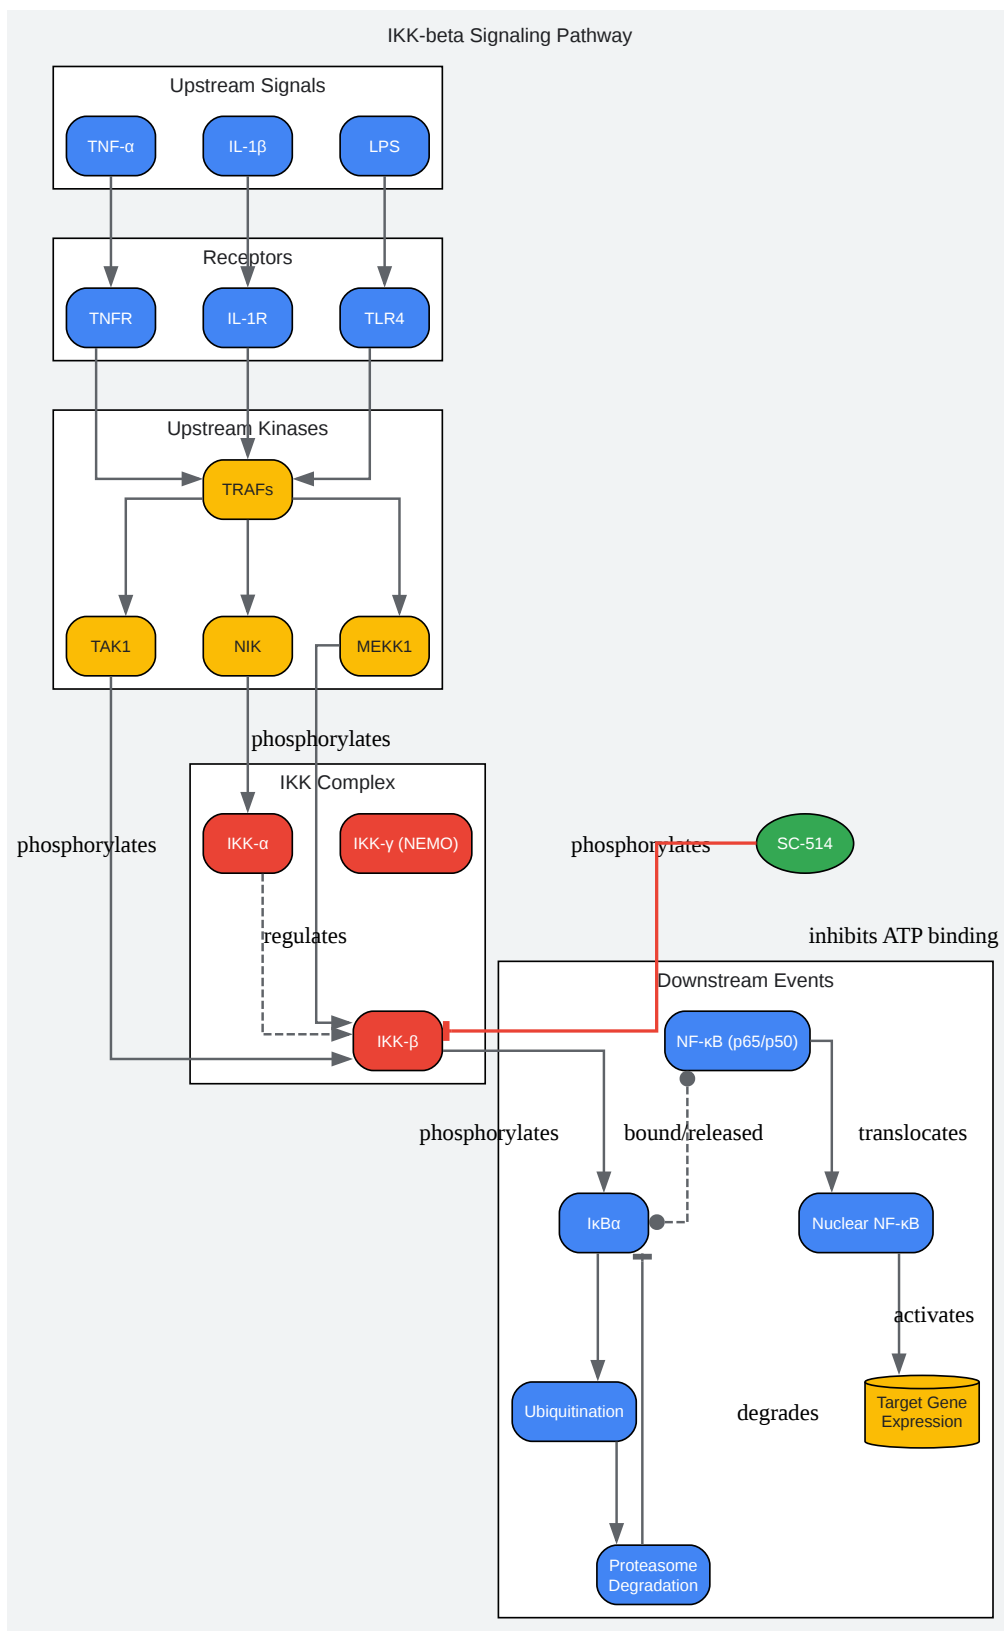 IKK-beta Signaling Pathway
Upstream Signals
TNF-α
IL-1β
LPS
Receptors
TNFR
IL-1R
TLR4
Upstream Kinases
TRAFs
TAK1
NIK
MEKK1
phosphorylates
IKK Complex
phosphorylates
IKK-α
IKK-γ (NEMO)
phosphorylates
SC-514
regulates
inhibits ATP binding
Downstream Events
IKK-β
NF-κB (p65/p50)
phosphorylates
bound/released
translocates
IκBα
Nuclear NF-κB
activates
Ubiquitination
degrades
Target Gene
Expression
Proteasome
Degradation